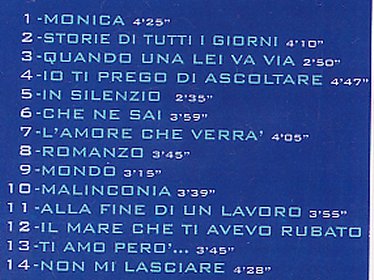 1-MONICA 4'25"
2-STORIE DI TUTTI I GIORNI 4'10"
3-QUANDO UNA LEI VA VIA 2'50"
4-IO TI PREGO DI ASCOLTARE 4'47"
5-IN SILENZIO 2'35"
6-CHE NE SAI 3'59"
7-L'AMORE CHE VERRA' 4'05"
8-ROMANZO 3'45"
9-MONDO 3'15"
10-MALINCONIA 3'39"
11-ALLA FINE DI UN LAVORO 3'55"
12-IL MARE CHE TI AVEVO RUBATO
13-TI AMO PERO'... 3'45"
14-NON MI LASCIARE 4'28"